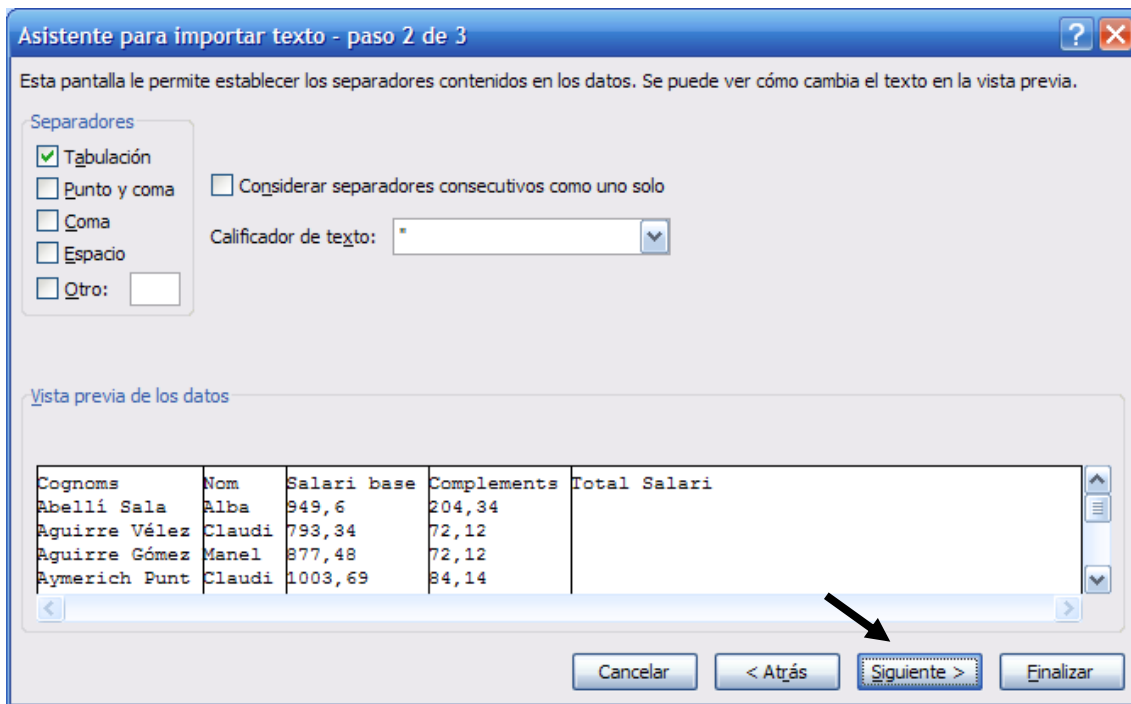 Asistente para importar texto - paso 2 de 3
Esta pantalla le permite establecer los separadores contenidos en los datos. Se puede ver cómo cambia el texto en la vista previa.
Separadores
Tabulación
Punto y coma
Coma
Espacio
Otro:
Considerar separadores consecutivos como uno solo
Calificador de texto: "
Vista previa de los datos
Cognoms Nom Salari base Complements Total Salari
Abellí Sala Alba 949,6 204,34
Aguirre Vélez Claudi 793,34 72,12
Aguirre Gómez Manel 877,48 72,12
Aymerich Punt Claudi 1003,69 84,14
Cancelar < Atrás Siguiente > Finalizar